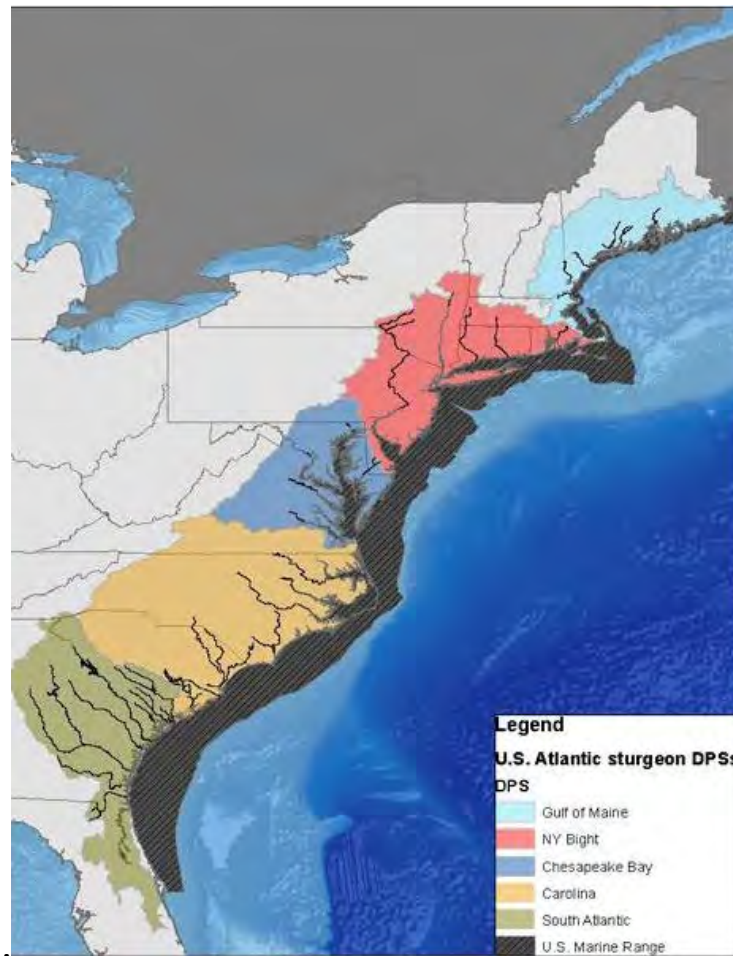 Legend
U.S. Atlantic sturgeon DPSs
DPS
Gulf of Maine
NY Bight
Chesapeake Bay
Carolina
South Atlantic
U.S. Marine Range